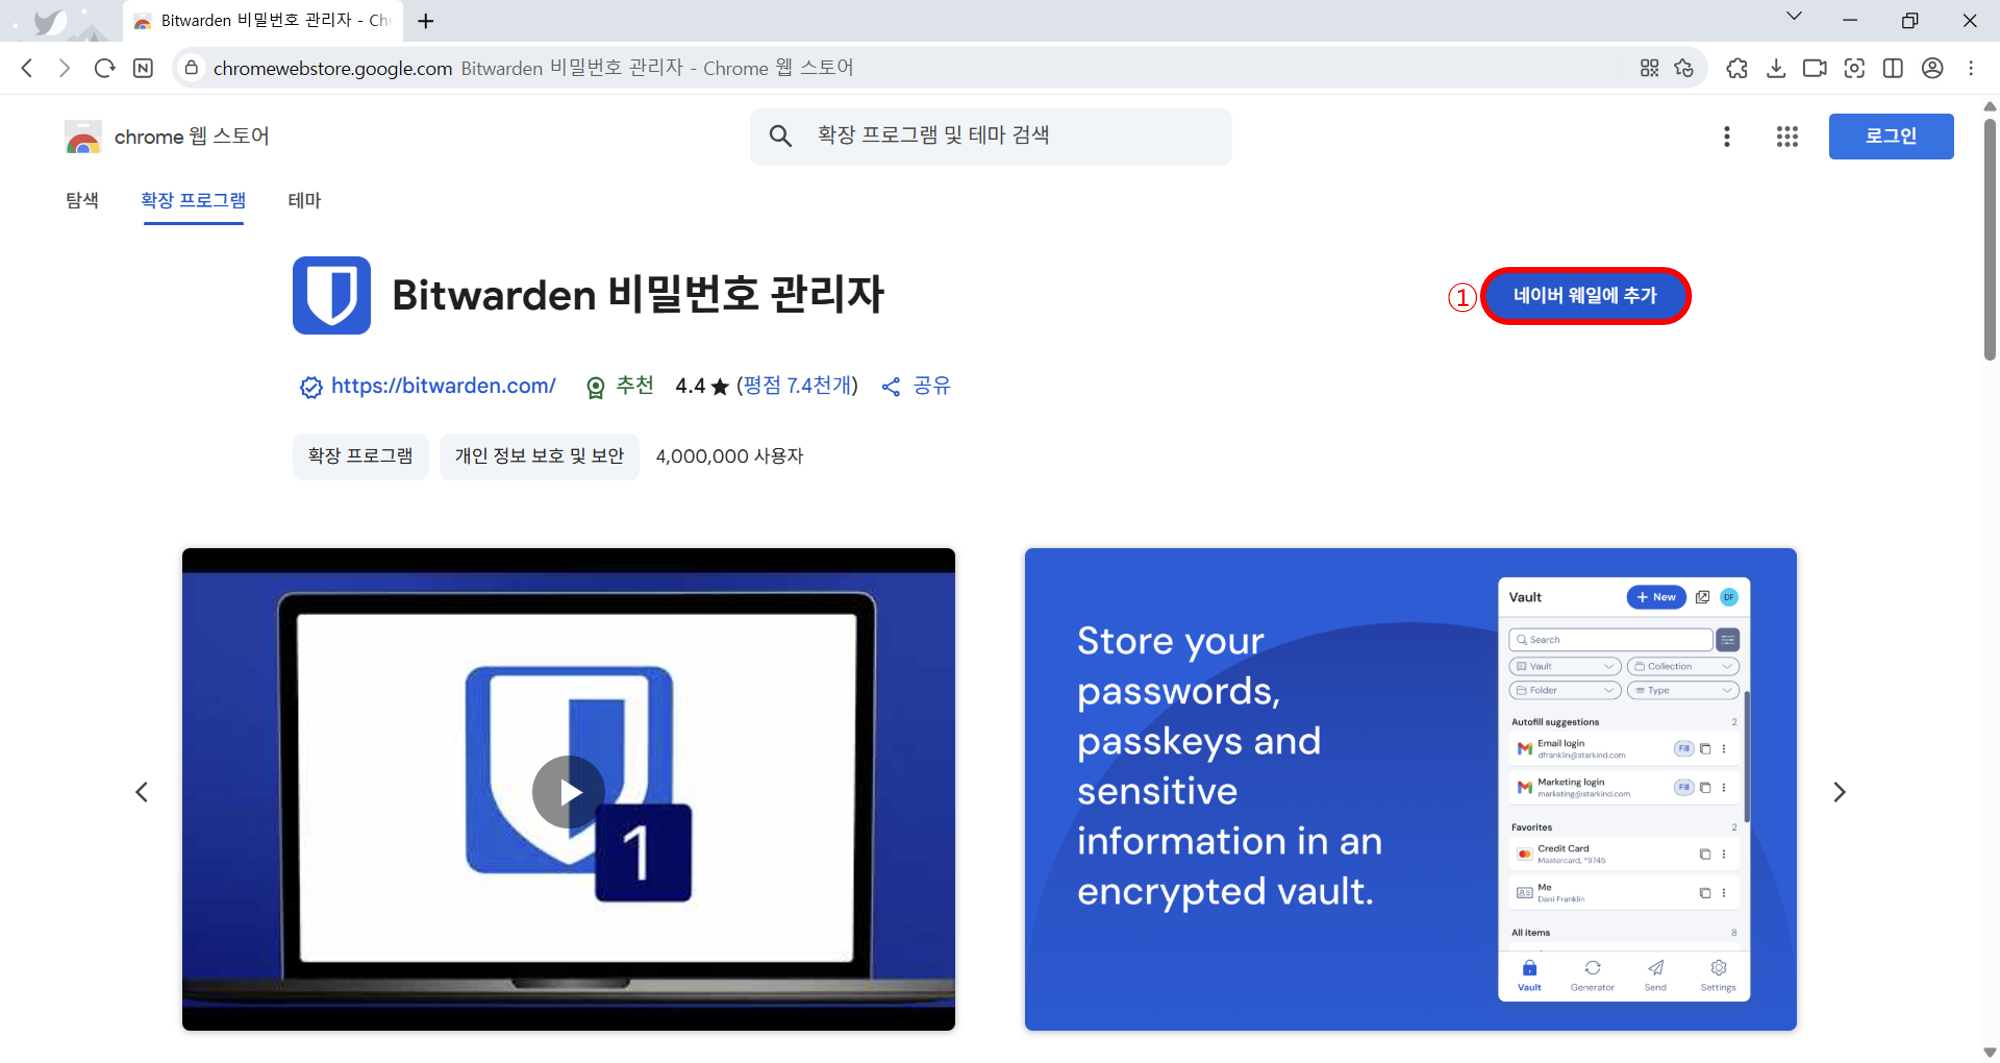 Bitwarden 비밀번호 관리자 - Ch
chromewebstore.google.com Bitwarden 비밀번호 관리자 - Chrome 웹 스토어
chrome 웹 스토어
확장 프로그램 및 테마 검색
로그인
탐색 확장 프로그램 테마
Bitwarden 비밀번호 관리자
① 네이버 웨일에 추가
https://bitwarden.com/ 추천 4.4★ (평점 7.4천개) 공유
확장 프로그램 개인 정보 보호 및 보안 4,000,000 사용자
1
Store your
passwords,
passkeys and
sensitive
information in an
encrypted vault.
Vault + New DF
Search
Vault Collection
Folder Type
Autofill suggestions 2
Email login
dfranklin@starkind.com
Fill
Marketing login
marketing@starkind.com
Fill
Favorites 2
Credit Card
Mastercard, *9745
Me
Dani Franklin
All items 8
Vault Generator Send Settings